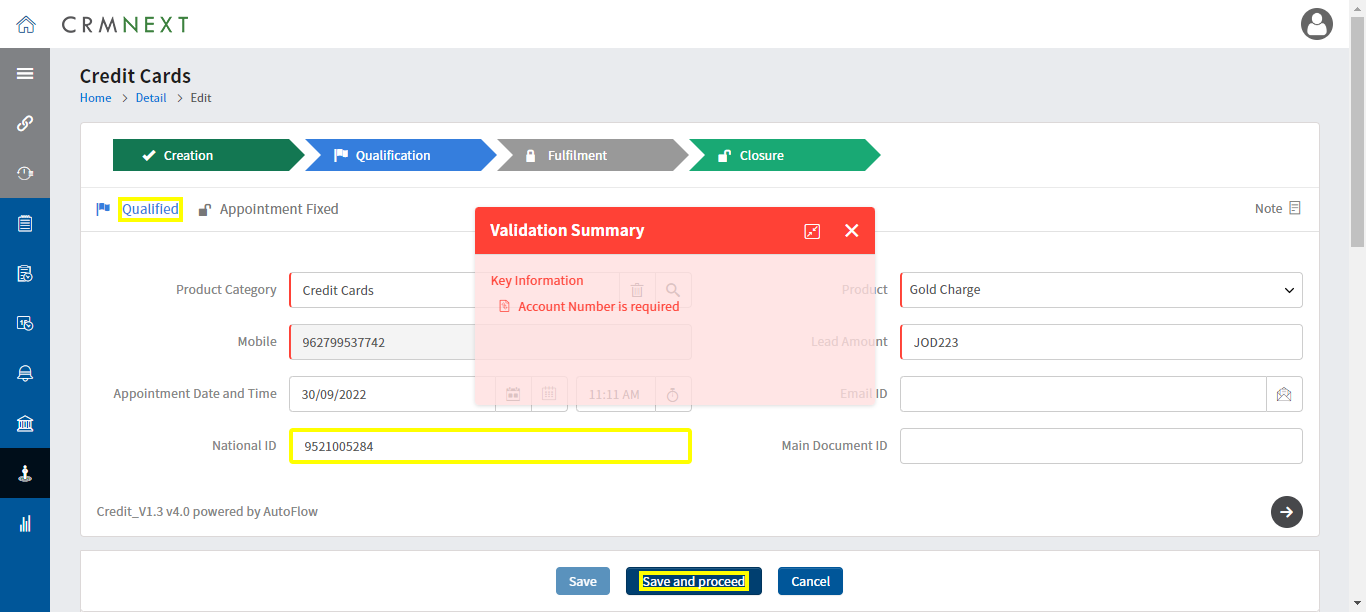 CRMNEXT
Credit Cards
Home > Detail > Edit
Creation Qualification Fulfilment Closure
Qualified Appointment Fixed Note
Validation Summary
Key Information
Account Number is required
Product Category Credit Cards Product Gold Charge
Mobile 962799537742 Lead Amount JOD223
Appointment Date and Time 30/09/2022 11:11 AM Email ID
National ID 9521005284 Main Document ID
Credit_V1.3 v4.0 powered by AutoFlow
Save Save and proceed Cancel